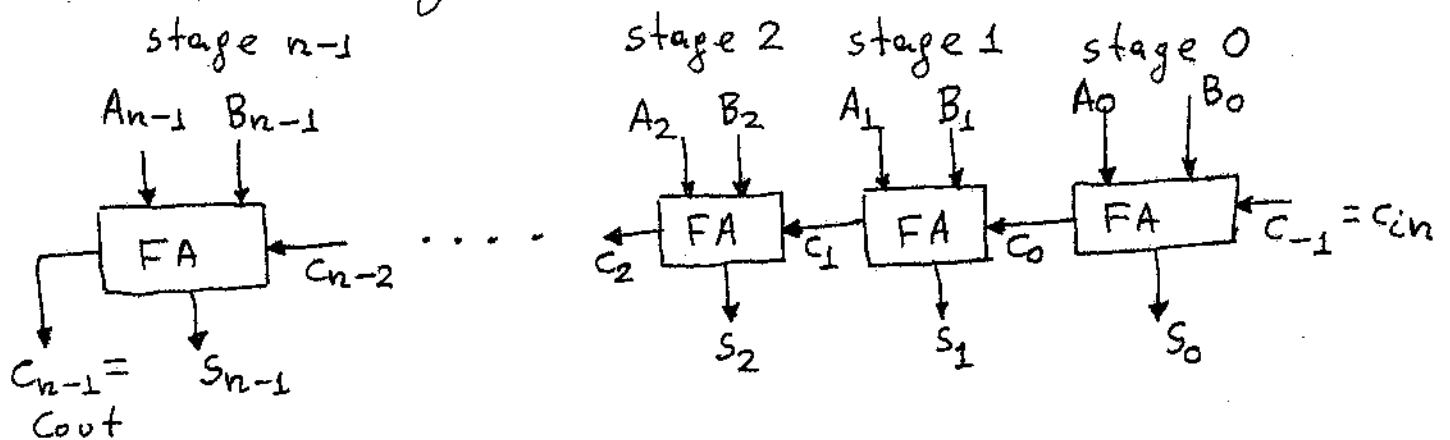 stage n-1 stage 2 stage 1 stage 0
An-1 Bn-1 A2 B2 A1 B1 A0 B0
FA FA FA FA
Cn-2 C2 C1 C0 C-1 = Cin
. . . .
Cn-1 = Sn-1 S2 S1 S0
Cout